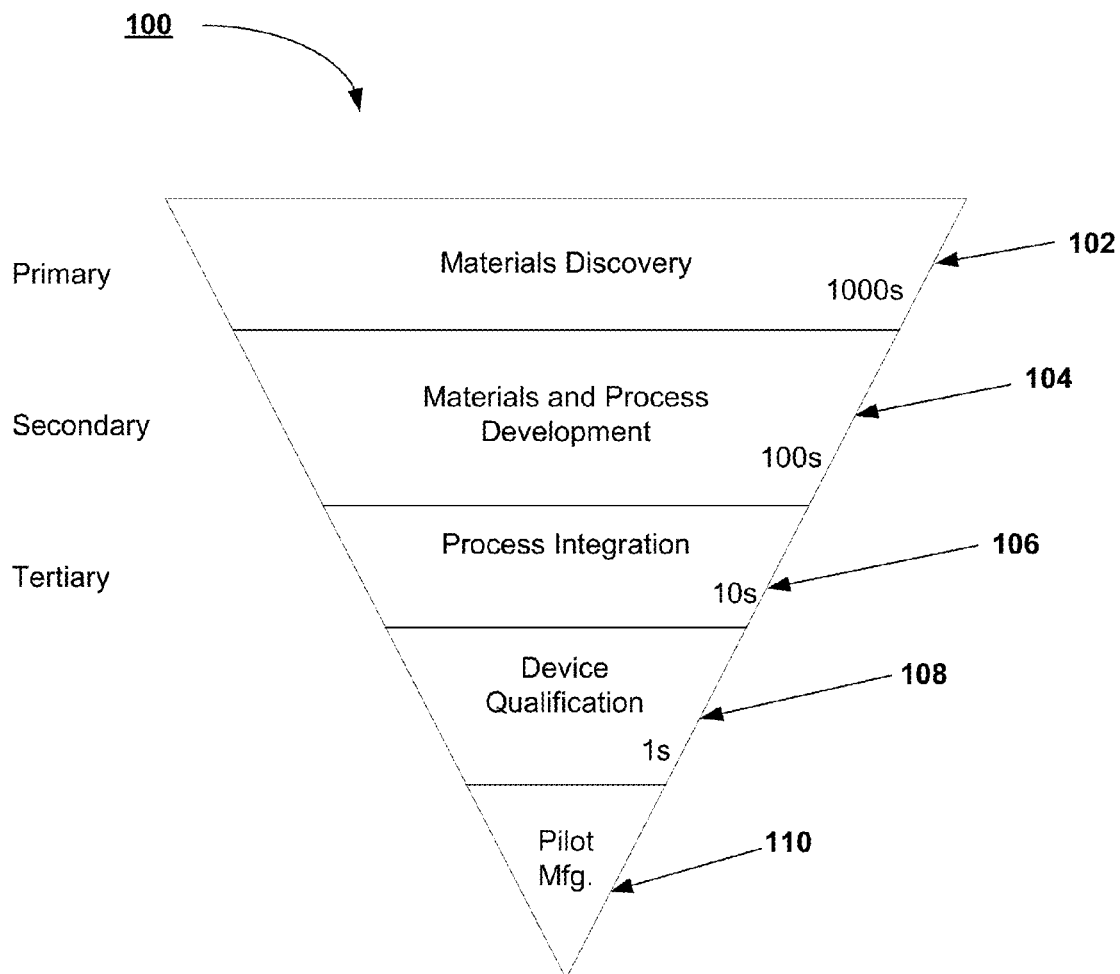 100
102
Primary
Materials Discovery
1000s
104
Secondary
Materials and Process
Development
100s
106
Tertiary
Process Integration
10s
108
Device
Qualification
1s
110
Pilot
Mfg.